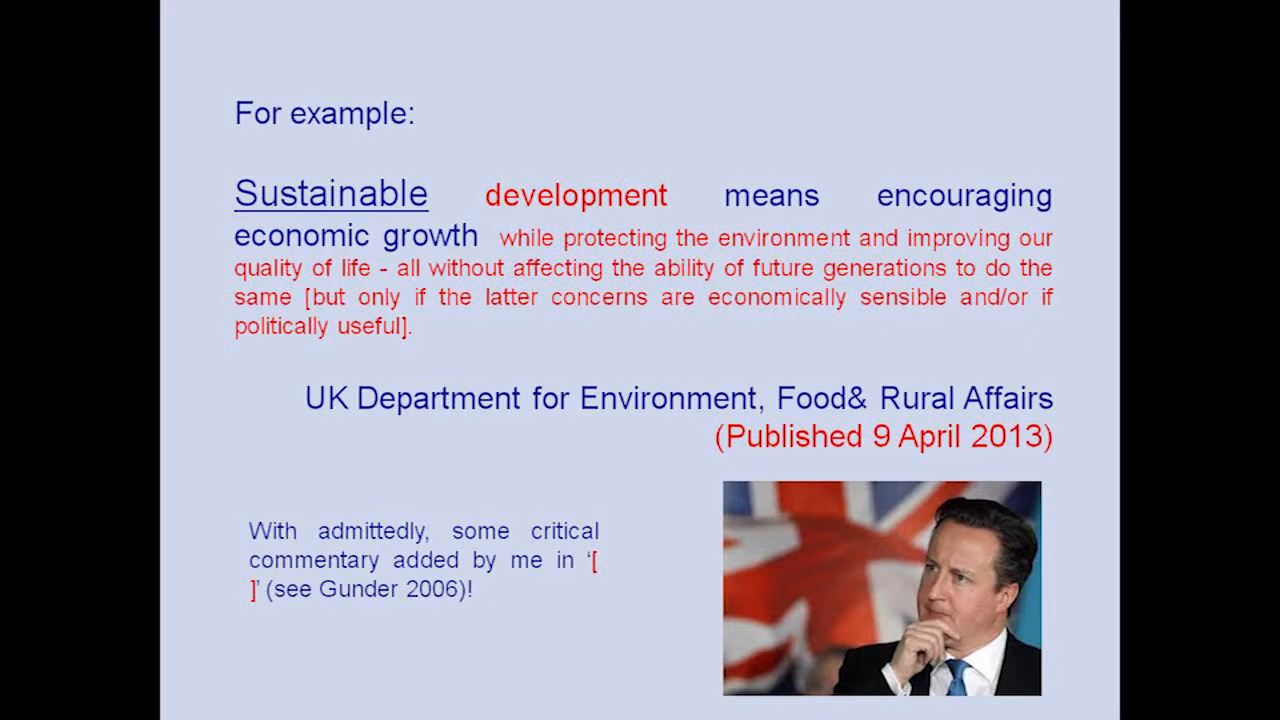 For example:
Sustainable development means encouraging
economic growth while protecting the environment and improving our
quality of life - all without affecting the ability of future generations to do the
same [but only if the latter concerns are economically sensible and/or if
politically useful].
UK Department for Environment, Food& Rural Affairs
(Published 9 April 2013)
With admittedly, some critical
commentary added by me in ‘[
]’ (see Gunder 2006)!